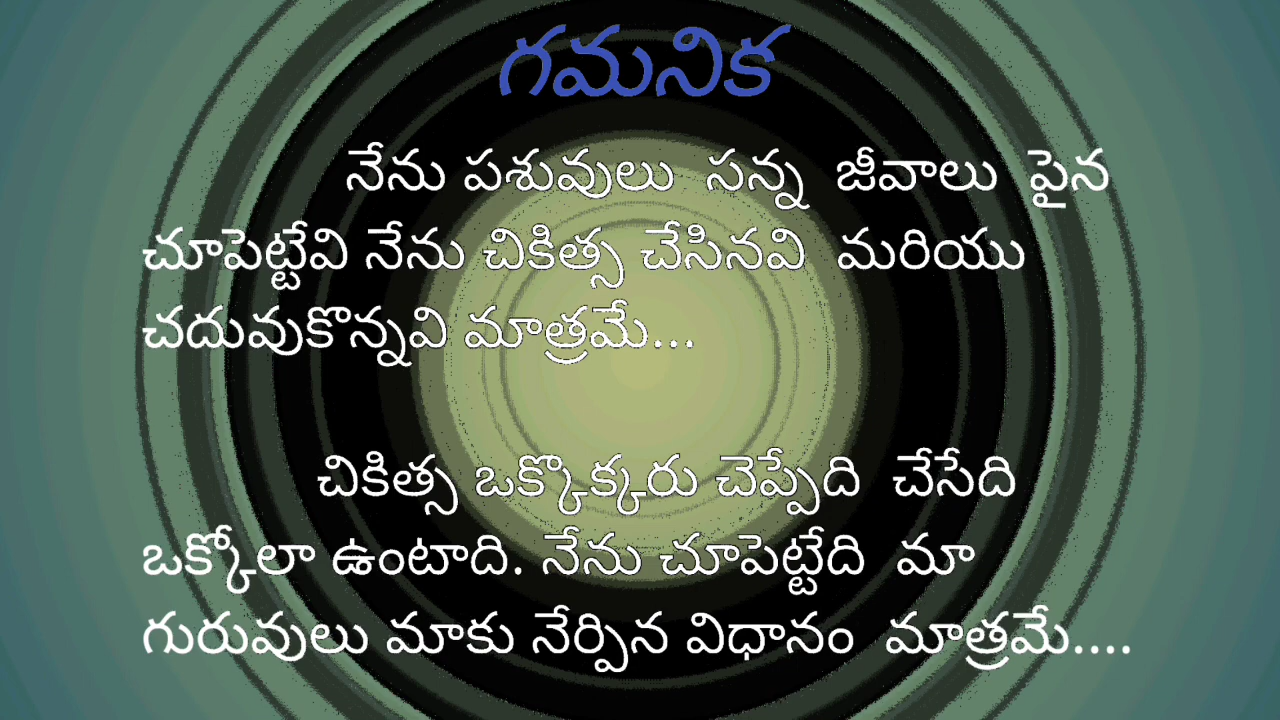 గమనిక
నేను పశువులు సన్న జీవాలు పైన
చూపెట్టేవి నేను చికిత్స చేసినవి మరియు
చదువుకొన్నవి మాత్రమే...
చికిత్స ఒక్కొక్కరు చెప్పేది చేసేది
ఒక్కోలా ఉంటాది. నేను చూపెట్టేది మా
గురువులు మాకు నేర్పిన విధానం మాత్రమే....